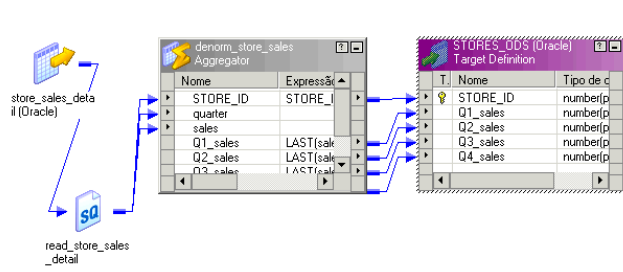 store_sales_deta
il (Oracle)
SQ
read_store_sales
_detail
denorm_store_sales
Aggregator
Nome Expressão
STORE_ID STORE_I
quarter
sales
Q1_sales LAST(sale
Q2_sales LAST(sale
Q3_sales LAST(sale
STORES_ODS (Oracle)
Target Definition
T. Nome Tipo de c
STORE_ID number(p
Q1_sales number(p
Q2_sales number(p
Q3_sales number(p
Q4_sales number(p